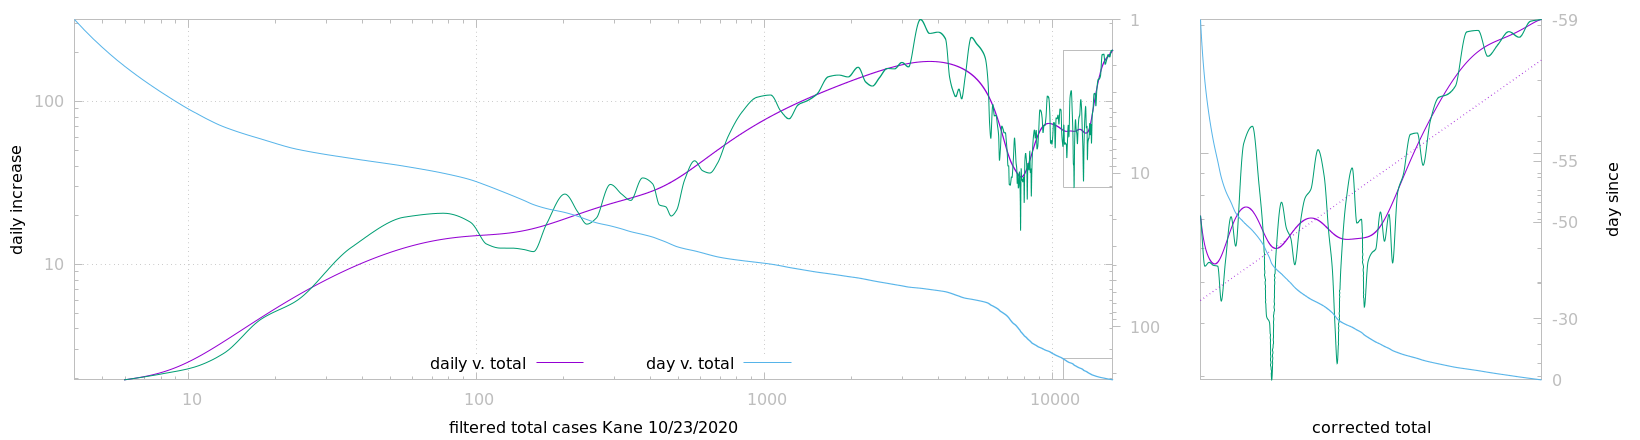 daily increase
100
10
10
100
1000
10000
1
10
100
daily v. total
day v. total
filtered total cases Kane 10/23/2020
-59
-55
-50
-30
0
day since
corrected total